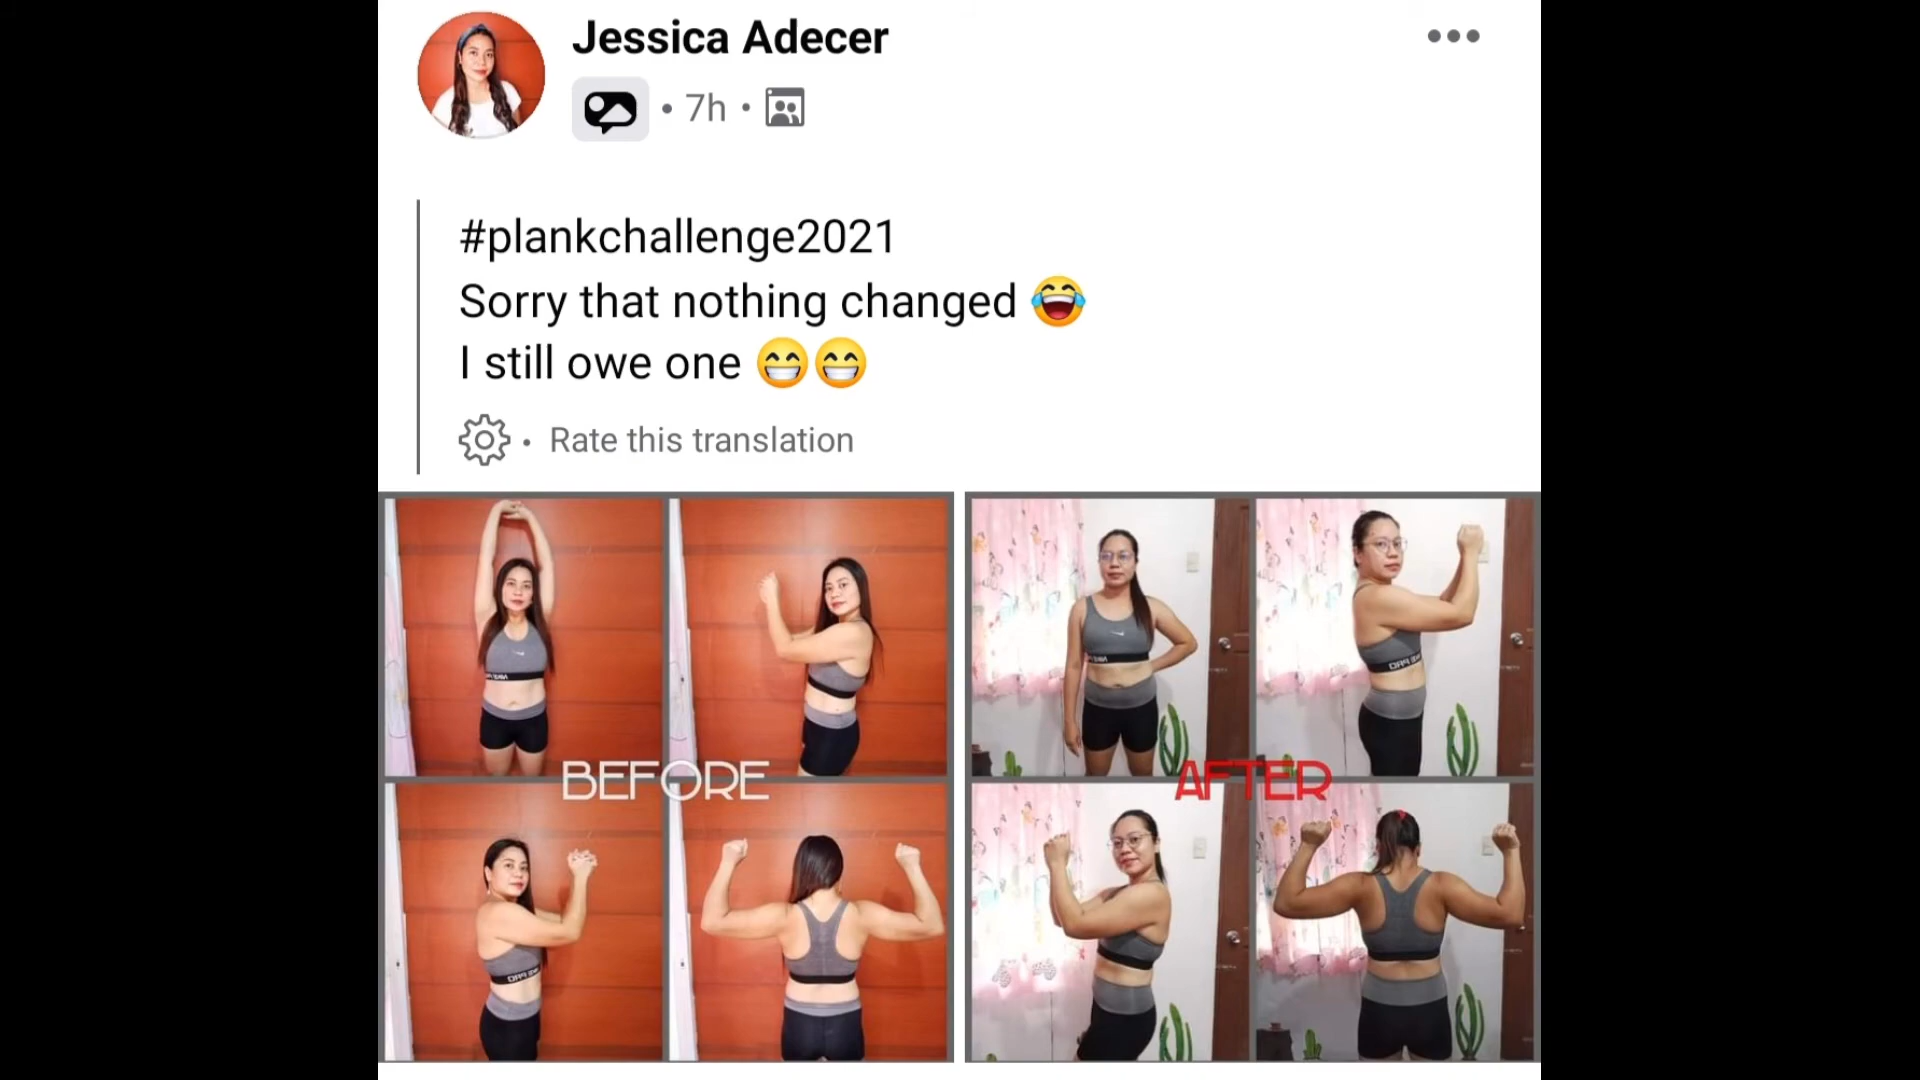 Jessica Adecer
• 7h •
#plankchallenge2021
Sorry that nothing changed 😂
I still owe one 😁😁
• Rate this translation
BEFORE
AFTER